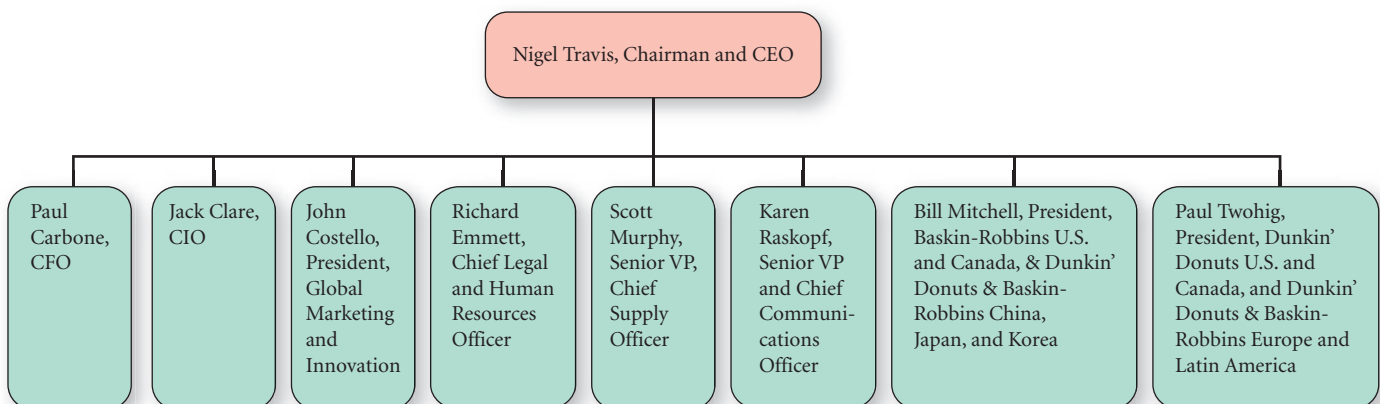 Nigel Travis, Chairman and CEO
Paul
Carbone,
CFO
Jack Clare,
CIO
John
Costello,
President,
Global
Marketing
and
Innovation
Richard
Emmett,
Chief Legal
and Human
Resources
Officer
Scott
Murphy,
Senior VP,
Chief
Supply
Officer
Karen
Raskopf,
Senior VP
and Chief
Communi-
cations
Officer
Bill Mitchell, President,
Baskin-Robbins U.S.
and Canada, & Dunkin’
Donuts & Baskin-
Robbins China,
Japan, and Korea
Paul Twohig,
President, Dunkin’
Donuts U.S. and
Canada, and Dunkin’
Donuts & Baskin-
Robbins Europe and
Latin America